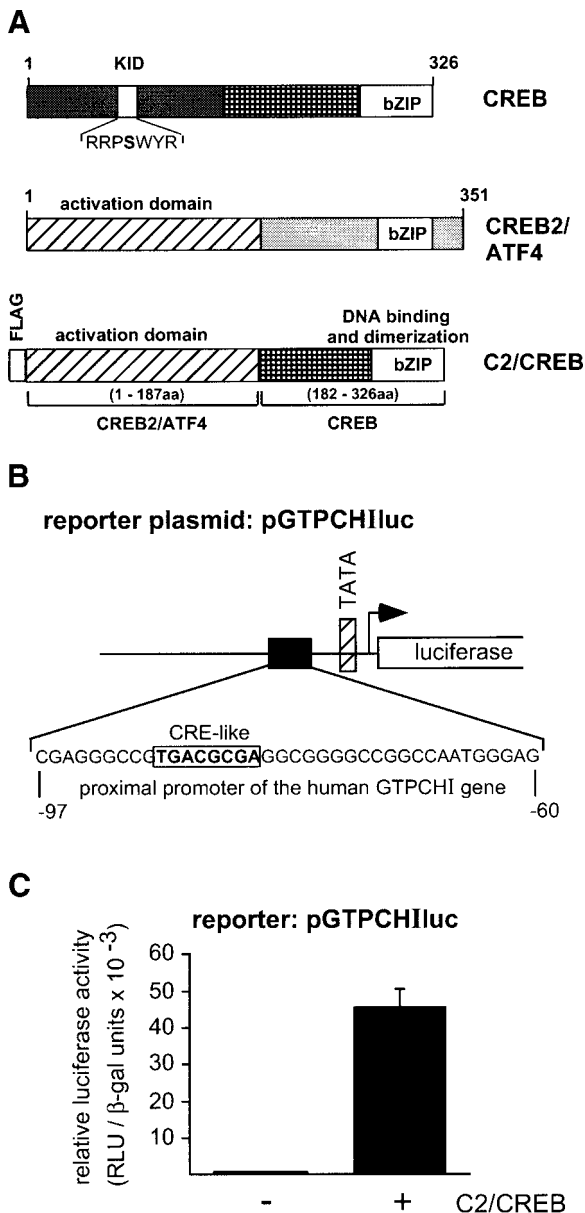 A
1 KID 326
bZIP CREB
RRPSWYR
1 activation domain 351
bZIP CREB2/
ATF4
FLAG
activation domain DNA binding
and dimerization
bZIP C2/CREB
(1 - 187aa) (182 - 326aa)
CREB2/ATF4 CREB
B
reporter plasmid: pGTPCHIluc
TATA
luciferase
CRE-like
CGAGGGCCGTGACGCGAGGCGGGGCCGGCCAATGGGAG
proximal promoter of the human GTPCHI gene
-97 -60
C
reporter: pGTPCHIluc
relative luciferase activity
(RLU / β-gal units x 10 -3)
60
50
40
30
20
10
- + C2/CREB